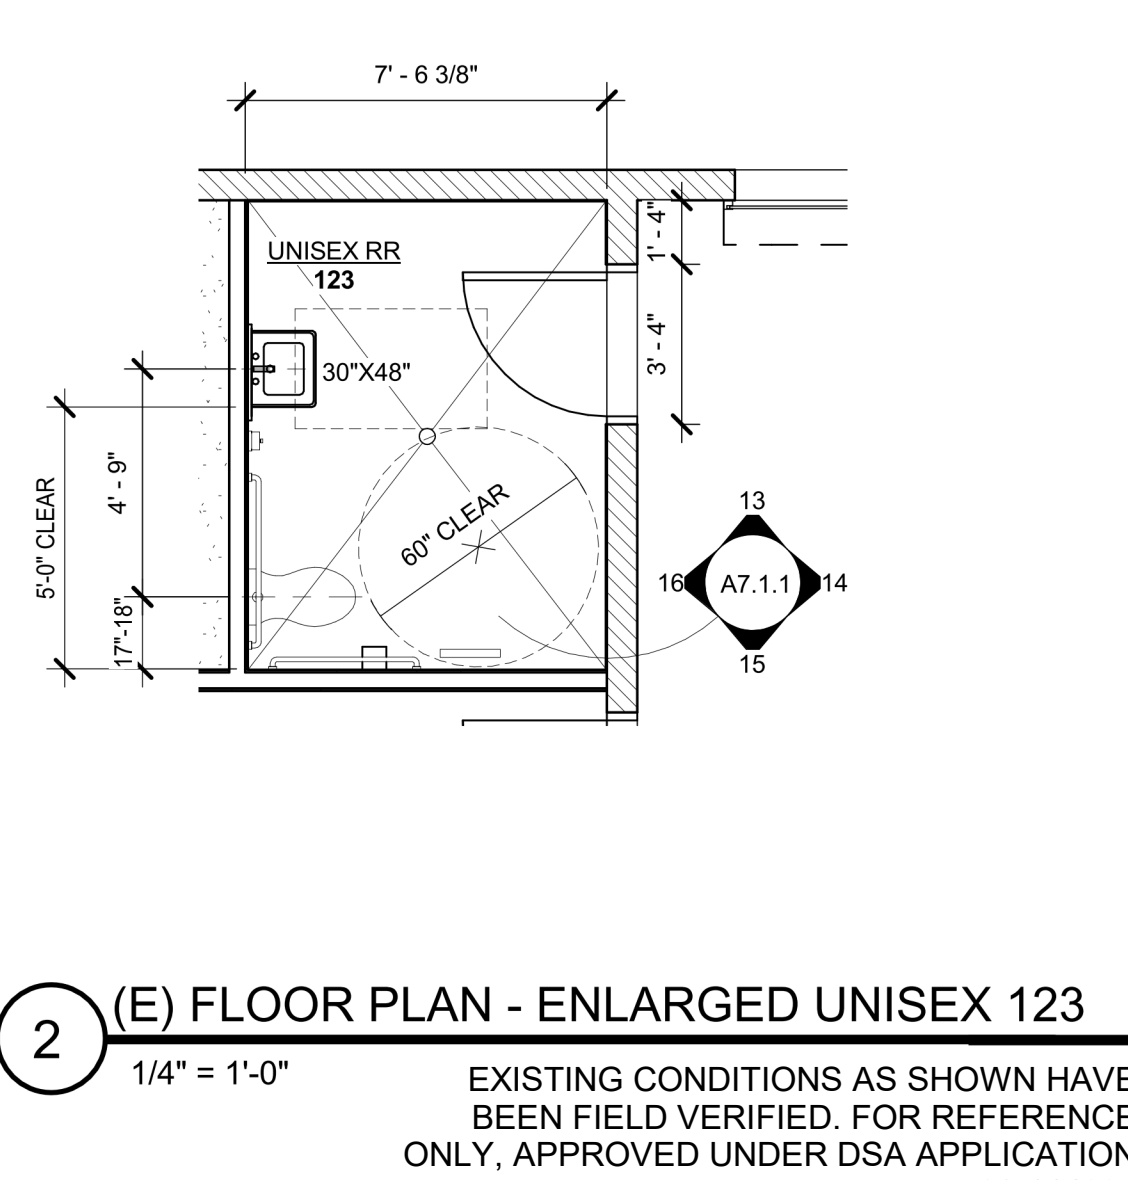 7' - 6 3/8"
UNISEX RR
123
1' - 4"
3' - 4"
30"X48"
4' - 9"
5'-0" CLEAR
17"-18"
60" CLEAR
13
16
A7.1.1
14
15
2
(E) FLOOR PLAN - ENLARGED UNISEX 123
1/4" = 1'-0"
EXISTING CONDITIONS AS SHOWN HAVE
BEEN FIELD VERIFIED. FOR REFERENCE
ONLY, APPROVED UNDER DSA APPLICATION